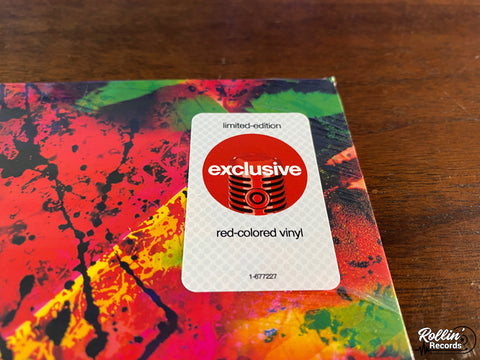 limited-edition
exclusive
red-colored vinyl
1-677227
Rollin'
Records